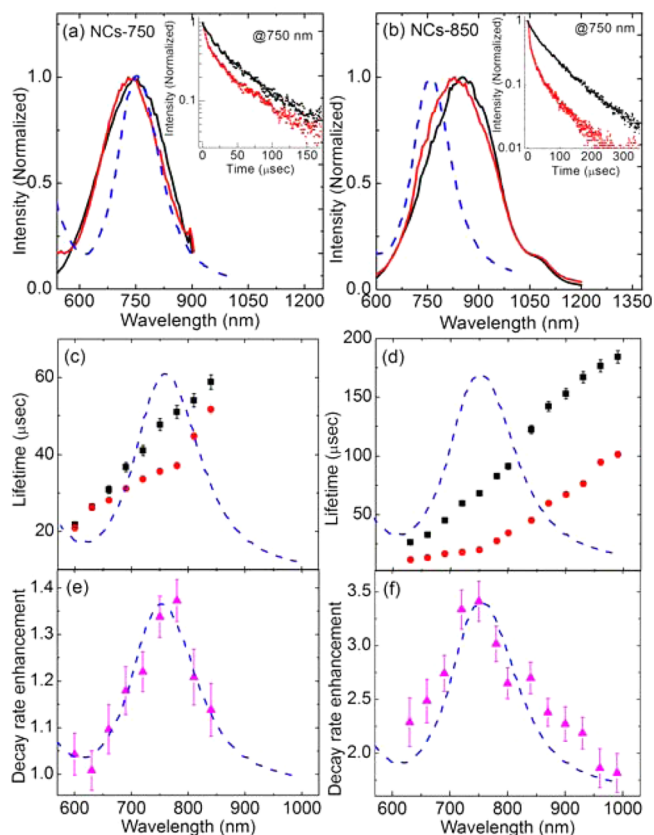 (a) NCs-750
@750 nm
Intensity (Normalized)
0.1
0 50 100 150
Time (μsec)
Intensity (Normalized)
1.0
0.5
0.0
600 750 900 1050 1200
Wavelength (nm)
(b) NCs-850
@750 nm
Intensity (Normalized)
1
0.1
0.01
0 100 200 300
Time (μsec)
Intensity (Normalized)
1.0
0.5
0.0
600 750 900 1050 1200 1350
Wavelength (nm)
(c)
Lifetime (μsec)
60
40
20
(d)
Lifetime (μsec)
200
150
100
50
(e)
Decay rate enhancement
1.4
1.3
1.2
1.1
1.0
600 700 800 900 1000
Wavelength (nm)
(f)
Decay rate enhancement
3.5
3.0
2.5
2.0
600 700 800 900 1000
Wavelength (nm)